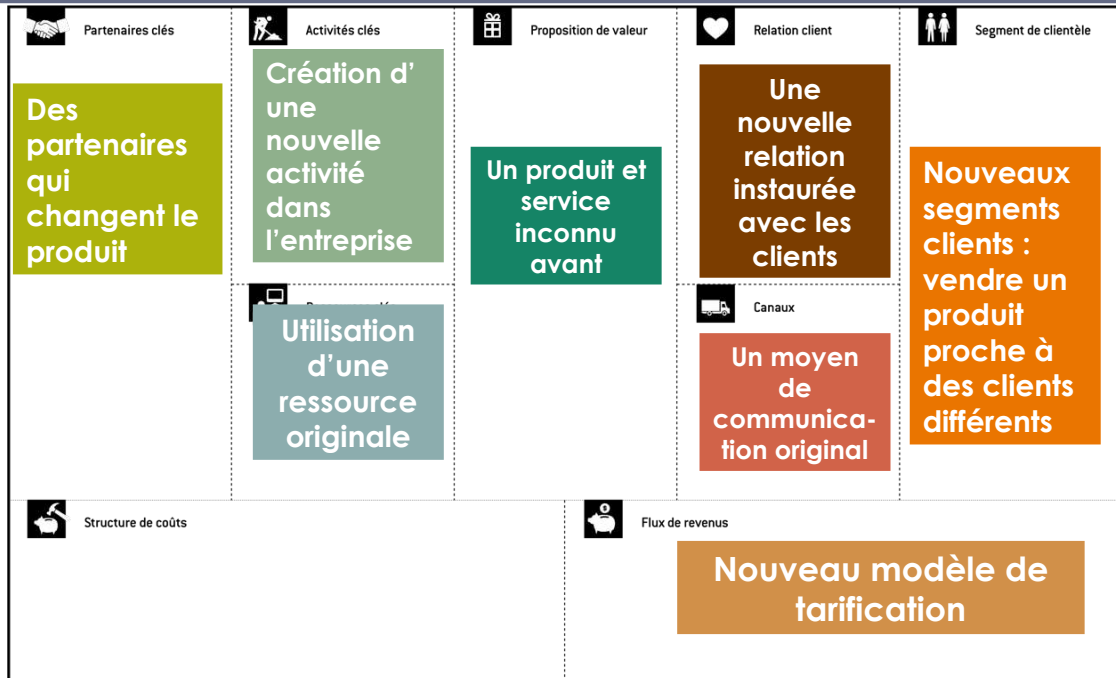 Partenaires clés
Des
partenaires
qui
changent le
produit
Activités clés
Création d’
une
nouvelle
activité
dans
l’entreprise
Utilisation
d’une
ressource
originale
Proposition de valeur
Un produit et
service
inconnu
avant
Relation client
Une
nouvelle
relation
instaurée
avec les
clients
Canaux
Un moyen
de
communica-
tion original
Segment de clientèle
Nouveaux
segments
clients :
vendre un
produit
proche à
des clients
différents
Structure de coûts
Flux de revenus
Nouveau modèle de
tarification